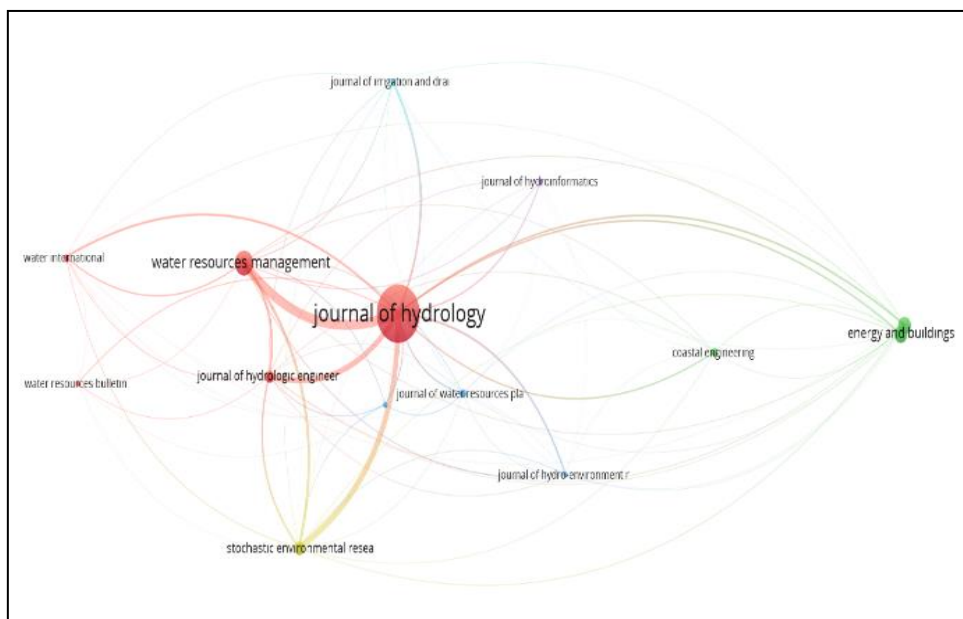 journal of irrigation and drai
journal of hydroinformatics
water international
water resources management
journal of hydrology
energy and buildings
coastal engineering
journal of hydrologic engineer
water resources bulletin
journal of water resources pla
journal of hydro-environment r
stochastic environmental resea